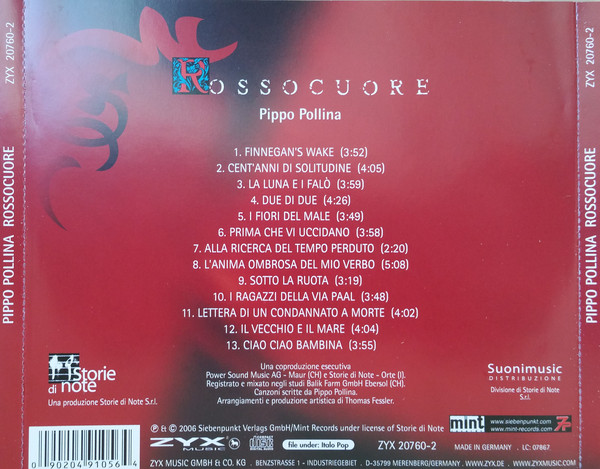 ZYX 20760-2
PIPPO POLLINA ROSSOCUORE
ROSSOCUORE
Pippo Pollina
1. FINNEGAN'S WAKE (3:52)
2. CENT'ANNI DI SOLITUDINE (4:05)
3. LA LUNA E I FALÒ (3:59)
4. DUE DI DUE (4:26)
5. I FIORI DEL MALE (3:49)
6. PRIMA CHE VI UCCIDANO (3:58)
7. ALLA RICERCA DEL TEMPO PERDUTO (2:20)
8. L'ANIMA OMBROSA DEL MIO VERBO (5:08)
9. SOTTO LA RUOTA (3:19)
10. I RAGAZZI DELLA VIA PAAL (3:48)
11. LETTERA DI UN CONDANNATO A MORTE (4:02)
12. IL VECCHIO E IL MARE (4:04)
13. CIAO CIAO BAMBINA (3:55)
Storie
di note
Una produzione Storie di Note S.r.l.
Una coproduzione esecutiva
Power Sound Music AG - Maur (CH) e Storie di Note - Orte (I).
Registrato e mixato negli studi Balik Farm GmbH Ebersol (CH).
Canzoni scritte da Pippo Pollina.
Arrangiamenti e produzione artistica di Thomas Fessler.
Suonimusic
DISTRIBUZIONE
Divisione di Storie di Note
S.r.l.
℗ & © 2006 Siebenpunkt Verlags GmbH/Mint Records under license of Storie di Note
mint
www.siebenpunkt.de
www.mint-records.com
ZYX
MUSIC
COMPACT
disc
DIGITAL AUDIO
file under: Italo Pop
ZYX 20760-2
MADE IN GERMANY · LC: 07867
0 90204 91056 4
ZYX MUSIC GMBH & CO. KG · BENZSTRASSE 1 - INDUSTRIEGEBIET · D-35799 MERENBERG/GERMANY · WWW.ZYX.DE
ZYX 20760-2
PIPPO POLLINA ROSSOCUORE